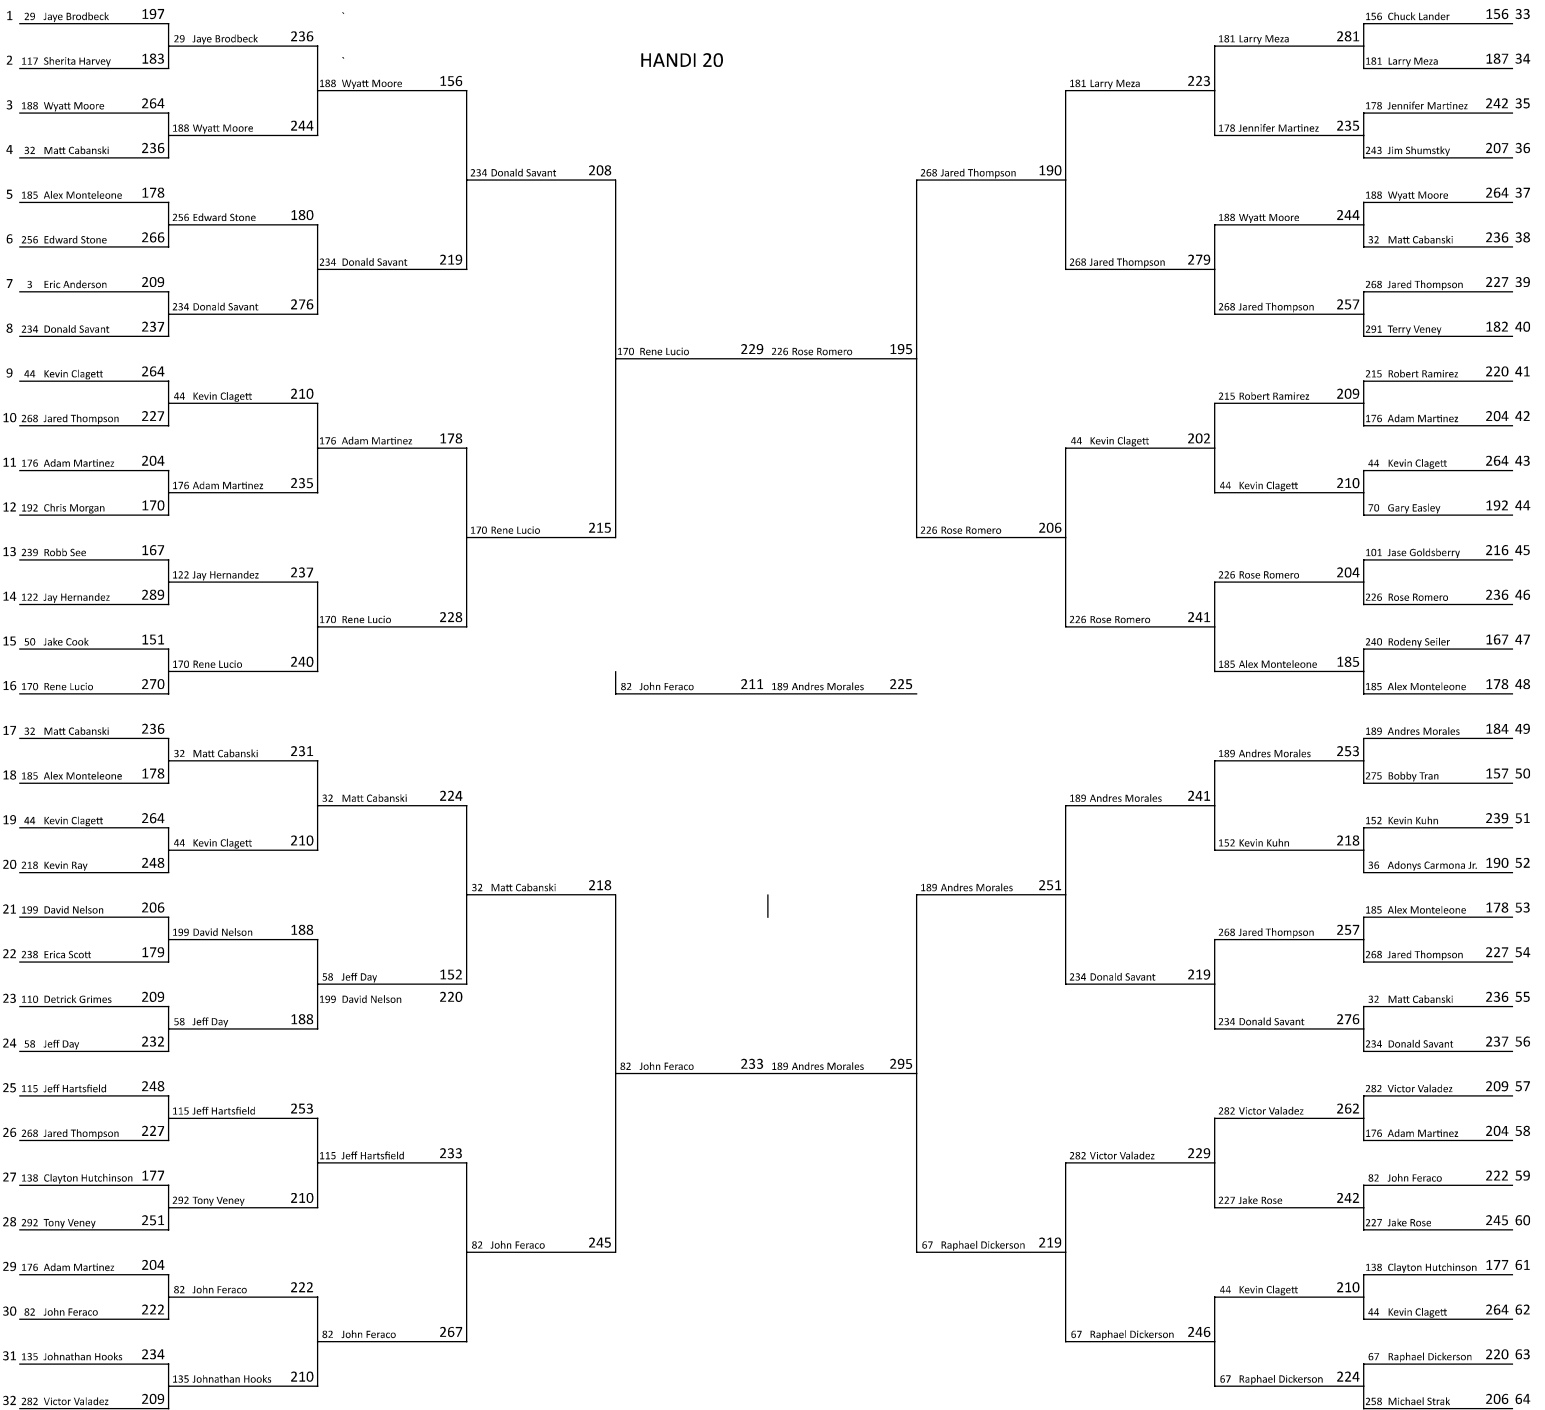 HANDI 20
1 29 Jaye Brodbeck 197
2 117 Sherita Harvey 183
3 188 Wyatt Moore 264
4 32 Matt Cabanski 236
5 185 Alex Monteleone 178
6 256 Edward Stone 266
7 3 Eric Anderson 209
8 234 Donald Savant 237
9 44 Kevin Clagett 264
10 268 Jared Thompson 227
11 176 Adam Martinez 204
12 192 Chris Morgan 170
13 239 Robb See 167
14 122 Jay Hernandez 289
15 50 Jake Cook 151
16 170 Rene Lucio 270
17 32 Matt Cabanski 236
18 185 Alex Monteleone 178
19 44 Kevin Clagett 264
20 218 Kevin Ray 248
21 199 David Nelson 206
22 238 Erica Scott 179
23 110 Detrick Grimes 209
24 58 Jeff Day 232
25 115 Jeff Hartsfield 248
26 268 Jared Thompson 227
27 138 Clayton Hutchinson 177
28 292 Tony Veney 251
29 176 Adam Martinez 204
30 82 John Feraco 222
31 135 Johnathan Hooks 234
32 282 Victor Valadez 209
29 Jaye Brodbeck 236
188 Wyatt Moore 244
256 Edward Stone 180
234 Donald Savant 276
44 Kevin Clagett 210
176 Adam Martinez 235
122 Jay Hernandez 237
170 Rene Lucio 240
32 Matt Cabanski 231
44 Kevin Clagett 210
199 David Nelson 188
58 Jeff Day 188
115 Jeff Hartsfield 253
292 Tony Veney 210
82 John Feraco 222
135 Johnathan Hooks 210
188 Wyatt Moore 156
234 Donald Savant 219
176 Adam Martinez 178
170 Rene Lucio 228
32 Matt Cabanski 224
58 Jeff Day 152
199 David Nelson 220
115 Jeff Hartsfield 233
82 John Feraco 267
234 Donald Savant 208
170 Rene Lucio 215
32 Matt Cabanski 218
82 John Feraco 245
170 Rene Lucio 229
226 Rose Romero 195
82 John Feraco 211
189 Andres Morales 225
82 John Feraco 233
189 Andres Morales 295
268 Jared Thompson 190
226 Rose Romero 206
189 Andres Morales 251
67 Raphael Dickerson 219
181 Larry Meza 223
268 Jared Thompson 279
44 Kevin Clagett 202
226 Rose Romero 241
189 Andres Morales 241
234 Donald Savant 219
282 Victor Valadez 229
67 Raphael Dickerson 246
181 Larry Meza 281
178 Jennifer Martinez 235
188 Wyatt Moore 244
268 Jared Thompson 257
215 Robert Ramirez 209
44 Kevin Clagett 210
226 Rose Romero 204
185 Alex Monteleone 185
189 Andres Morales 253
152 Kevin Kuhn 218
268 Jared Thompson 257
234 Donald Savant 276
282 Victor Valadez 262
227 Jake Rose 242
44 Kevin Clagett 210
67 Raphael Dickerson 224
156 Chuck Lander 156 33
181 Larry Meza 187 34
178 Jennifer Martinez 242 35
243 Jim Shumstky 207 36
188 Wyatt Moore 264 37
32 Matt Cabanski 236 38
268 Jared Thompson 227 39
291 Terry Veney 182 40
215 Robert Ramirez 220 41
176 Adam Martinez 204 42
44 Kevin Clagett 264 43
70 Gary Easley 192 44
101 Jase Goldsberry 216 45
226 Rose Romero 236 46
240 Rodeny Seiler 167 47
185 Alex Monteleone 178 48
189 Andres Morales 184 49
275 Bobby Tran 157 50
152 Kevin Kuhn 239 51
36 Adonys Carmona Jr. 190 52
185 Alex Monteleone 178 53
268 Jared Thompson 227 54
32 Matt Cabanski 236 55
234 Donald Savant 237 56
282 Victor Valadez 209 57
176 Adam Martinez 204 58
82 John Feraco 222 59
227 Jake Rose 245 60
138 Clayton Hutchinson 177 61
44 Kevin Clagett 264 62
67 Raphael Dickerson 220 63
258 Michael Strak 206 64